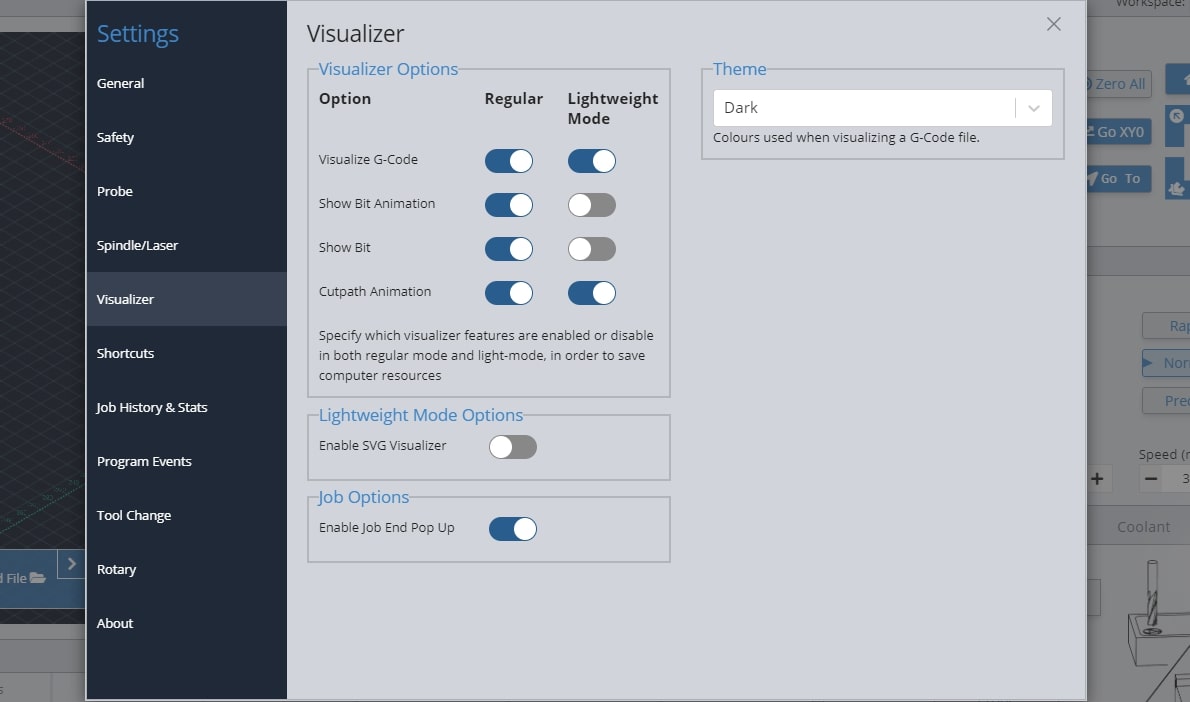 Settings
General
Safety
Probe
Spindle/Laser
Visualizer
Shortcuts
Job History & Stats
Program Events
Tool Change
Rotary
About
Visualizer
Visualizer Options
Option Regular Lightweight
Mode
Visualize G-Code
Show Bit Animation
Show Bit
Cutpath Animation
Specify which visualizer features are enabled or disable
in both regular mode and light-mode, in order to save
computer resources
Lightweight Mode Options
Enable SVG Visualizer
Job Options
Enable Job End Pop Up
Theme
Dark
Colours used when visualizing a G-Code file.
Workspace:
Zero All
Go XY0
Go To
Speed
Coolant
File